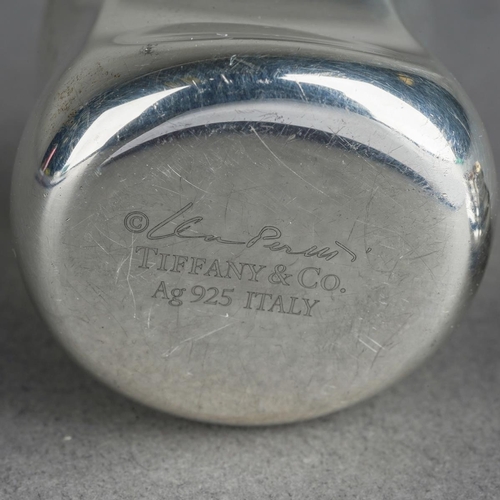 © Elsa Peretti
TIFFANY & CO.
Ag 925 ITALY